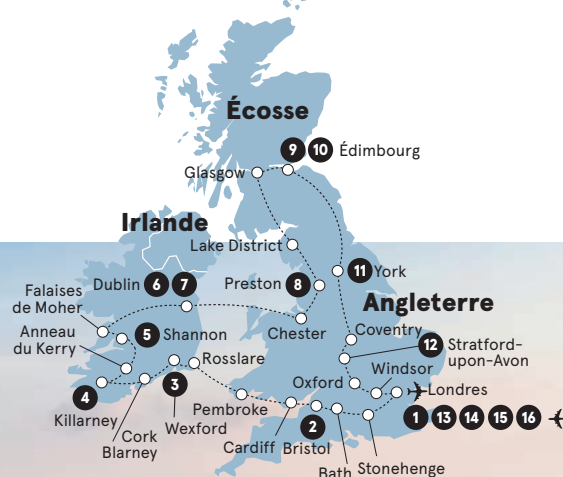 Écosse
9 10 Édimbourg
Glasgow
Irlande
Lake District
Dublin 6 7
Preston 8
11 York
Falaises
de Moher
Angleterre
Anneau
du Kerry
5 Shannon
Chester
Coventry
12 Stratford-
upon-Avon
Rosslare
Oxford
Windsor
Londres
4
Killarney
3
Wexford
Pembroke
1 13 14 15 16
Cork
Blarney
Cardiff
2
Bristol
Bath
Stonehenge